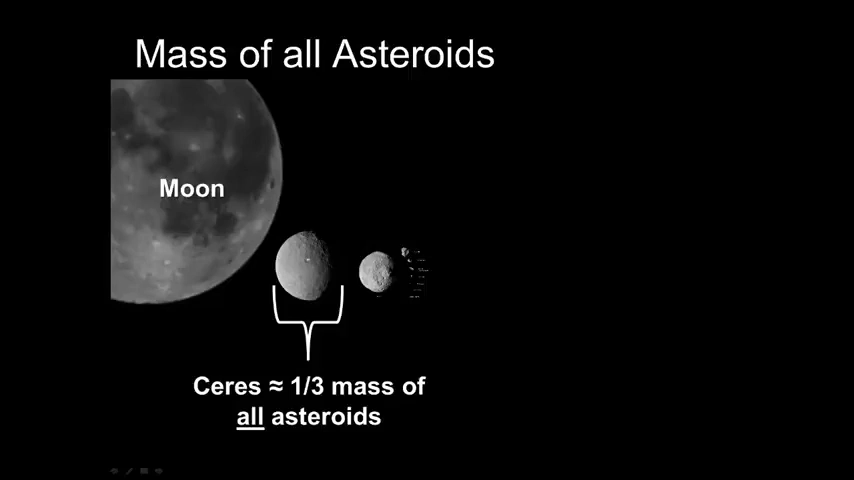 Mass of all Asteroids
Moon
Ceres ≈ 1/3 mass of
all asteroids